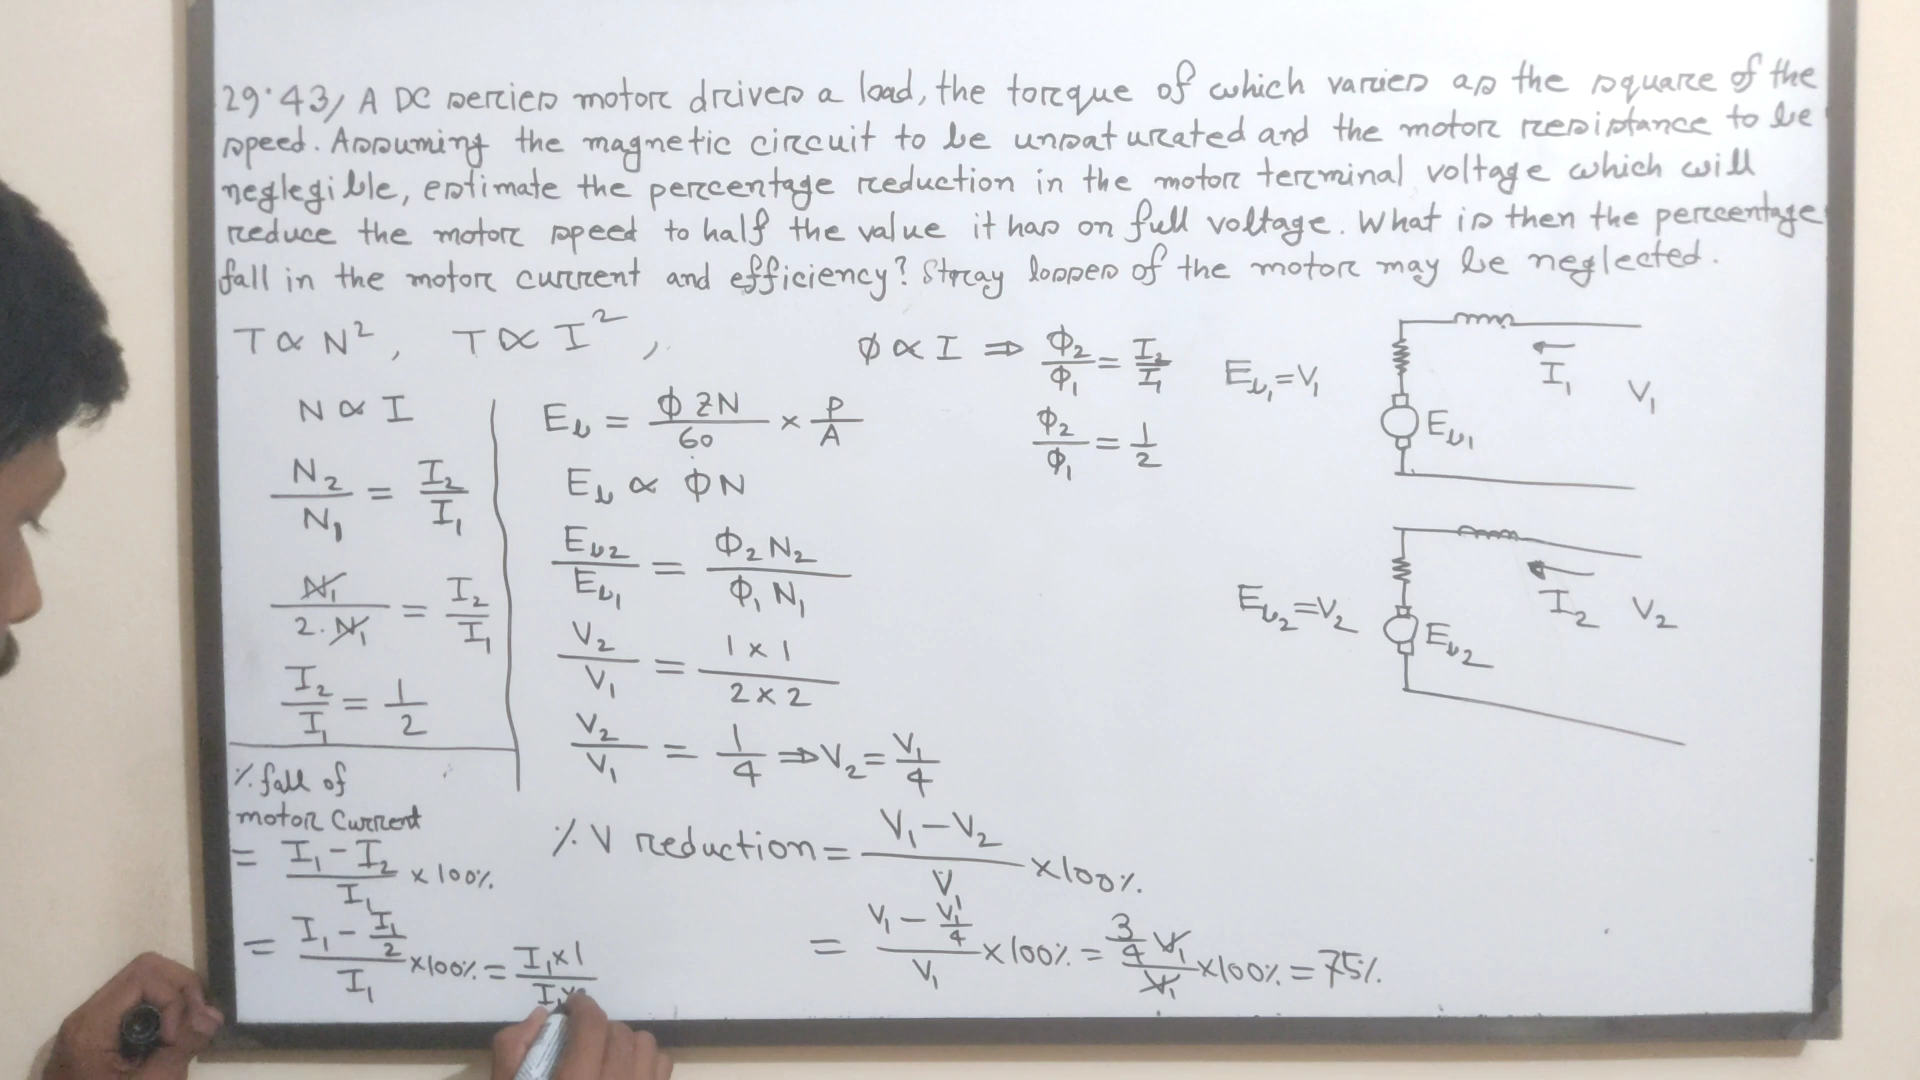 29·43/ A DC series motor drives a load, the torque of which varies as the square of the
speed. Assuming the magnetic circuit to be unsaturated and the motor resistance to be
neglegible, estimate the percentage reduction in the motor terminal voltage which will
reduce the motor speed to half the value it has on full voltage. What is then the percentage
fall in the motor current and efficiency? Stray losses of the motor may be neglected.
T ∝ N², T ∝ I²,
N ∝ I
N₂/N₁ = I₂/I₁
N₁/2·N₁ = I₂/I₁
I₂/I₁ = 1/2
% fall of
motor Current
= (I₁ - I₂)/I₁ × 100%
= (I₁ - I₁/2)/I₁ × 100% = I₁×1
E_b = ϕZN/60 × P/A
E_b ∝ ϕN
E_b2/E_b1 = ϕ₂N₂/ϕ₁N₁
V₂/V₁ = 1×1/2×2
V₂/V₁ = 1/4 ⇒ V₂ = V₁/4
% V reduction = (V₁ - V₂)/V₁ × 100%
= (V₁ - V₁/4)/V₁ × 100% = (3/4 V₁)/V₁ × 100% = 75%
ϕ ∝ I ⇒ ϕ₂/ϕ₁ = I₂/I₁
ϕ₂/ϕ₁ = 1/2
E_b1 = V₁
I₁
V₁
E_b1
E_b2 = V₂
I₂
V₂
E_b2